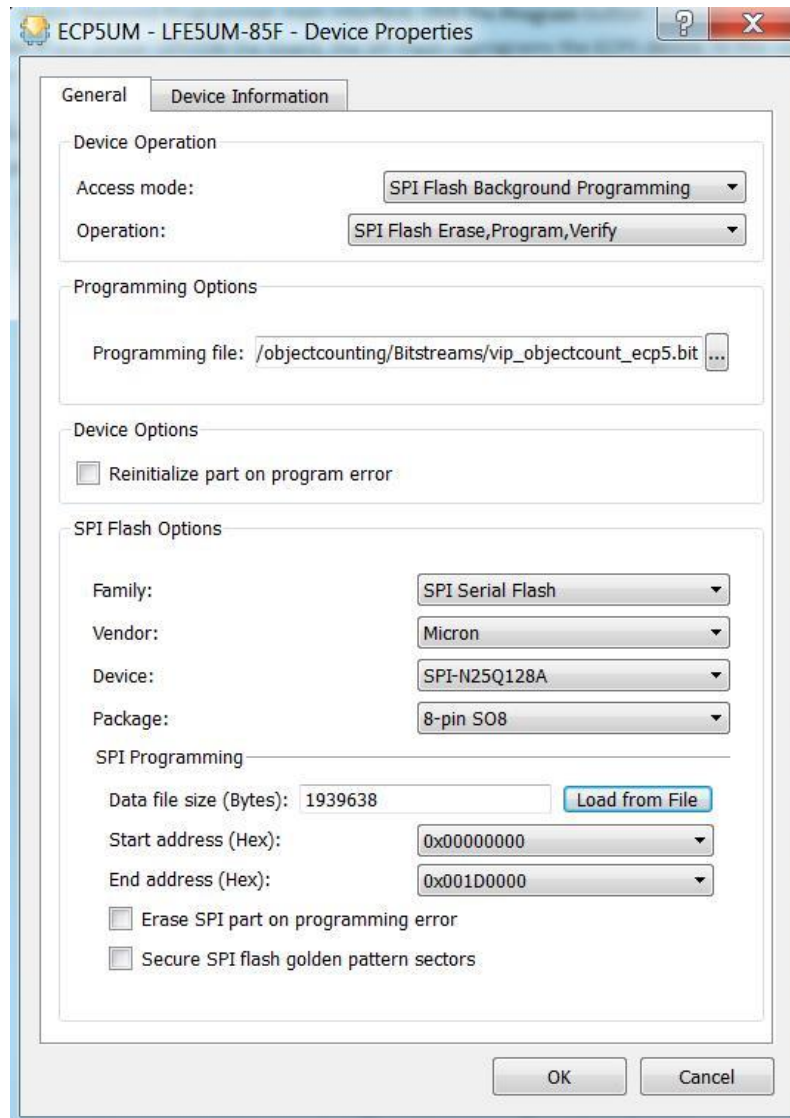 ECP5UM - LFE5UM-85F - Device Properties
General Device Information
Device Operation
Access mode: SPI Flash Background Programming
Operation: SPI Flash Erase,Program,Verify
Programming Options
Programming file: /objectcounting/Bitstreams/vip_objectcount_ecp5.bit ...
Device Options
Reinitialize part on program error
SPI Flash Options
Family: SPI Serial Flash
Vendor: Micron
Device: SPI-N25Q128A
Package: 8-pin SO8
SPI Programming
Data file size (Bytes): 1939638 Load from File
Start address (Hex): 0x00000000
End address (Hex): 0x001D0000
Erase SPI part on programming error
Secure SPI flash golden pattern sectors
OK Cancel